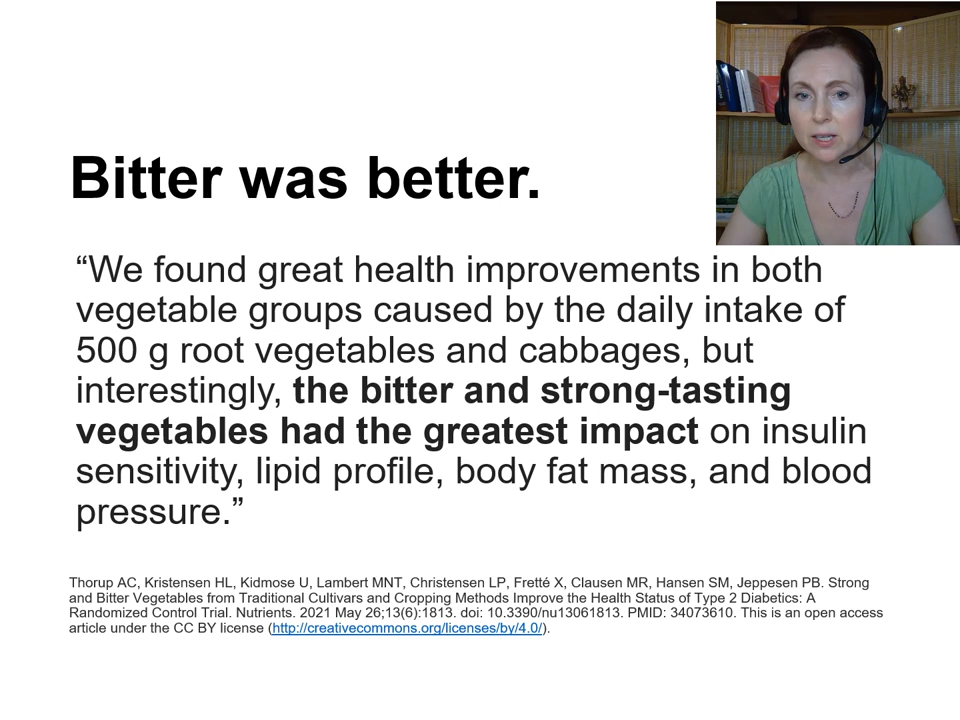 Bitter was better.
“We found great health improvements in both
vegetable groups caused by the daily intake of
500 g root vegetables and cabbages, but
interestingly, the bitter and strong-tasting
vegetables had the greatest impact on insulin
sensitivity, lipid profile, body fat mass, and blood
pressure.”
Thorup AC, Kristensen HL, Kidmose U, Lambert MNT, Christensen LP, Fretté X, Clausen MR, Hansen SM, Jeppesen PB. Strong
and Bitter Vegetables from Traditional Cultivars and Cropping Methods Improve the Health Status of Type 2 Diabetics: A
Randomized Control Trial. Nutrients. 2021 May 26;13(6):1813. doi: 10.3390/nu13061813. PMID: 34073610. This is an open access
article under the CC BY license (http://creativecommons.org/licenses/by/4.0/).